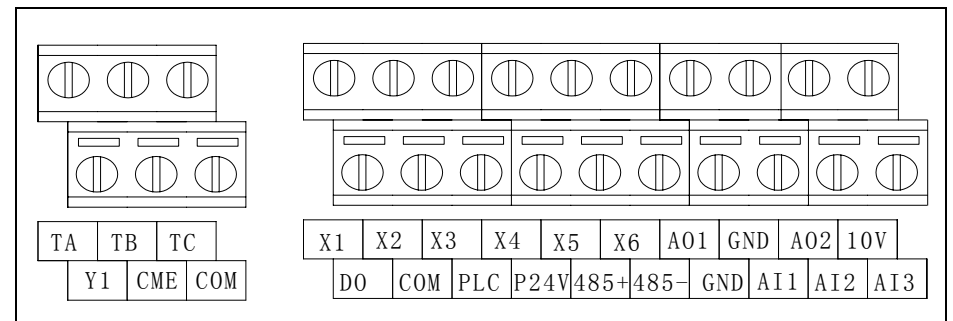 TA TB TC X1 X2 X3 X4 X5 X6 AO1 GND AO2 10V
Y1 CME COM DO COM PLC P24V 485+ 485- GND AI1 AI2 AI3